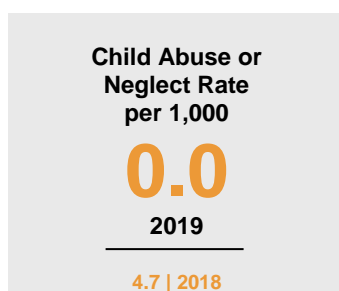 Child Abuse or
Neglect Rate
per 1,000
0.0
2019
4.7 | 2018